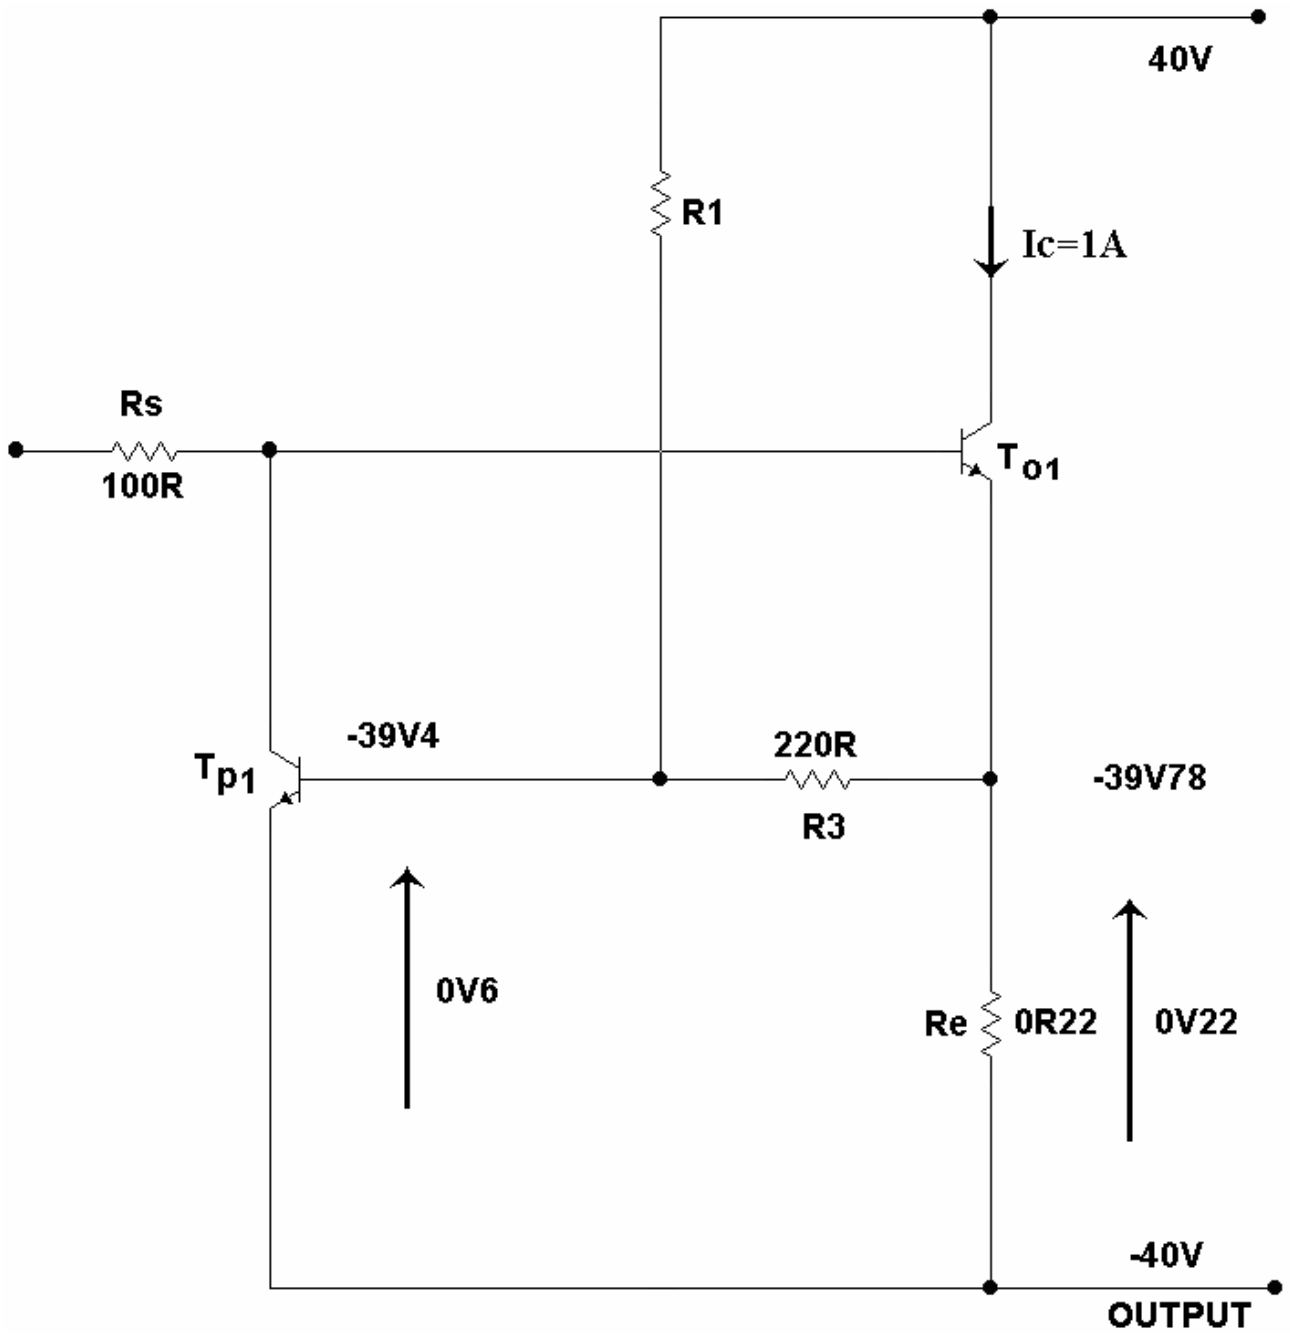 40V
R1
Ic=1A
Rs
100R
To1
-39V4
220R
Tp1
-39V78
R3
0V6
Re
0R22
0V22
-40V
OUTPUT